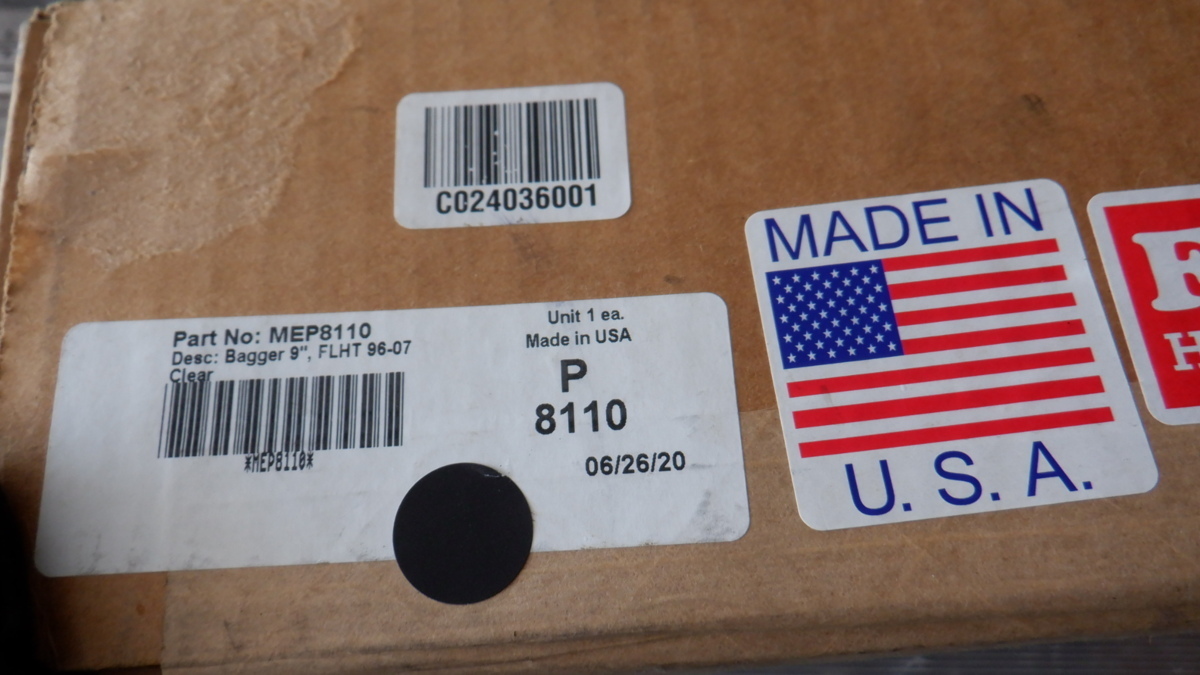 C024036001
Part No: MEP8110
Desc: Bagger 9", FLHT 96-07
Clear
*MEP8110*
Unit 1 ea.
Made in USA
P
8110
06/26/20
MADE IN
U. S. A.